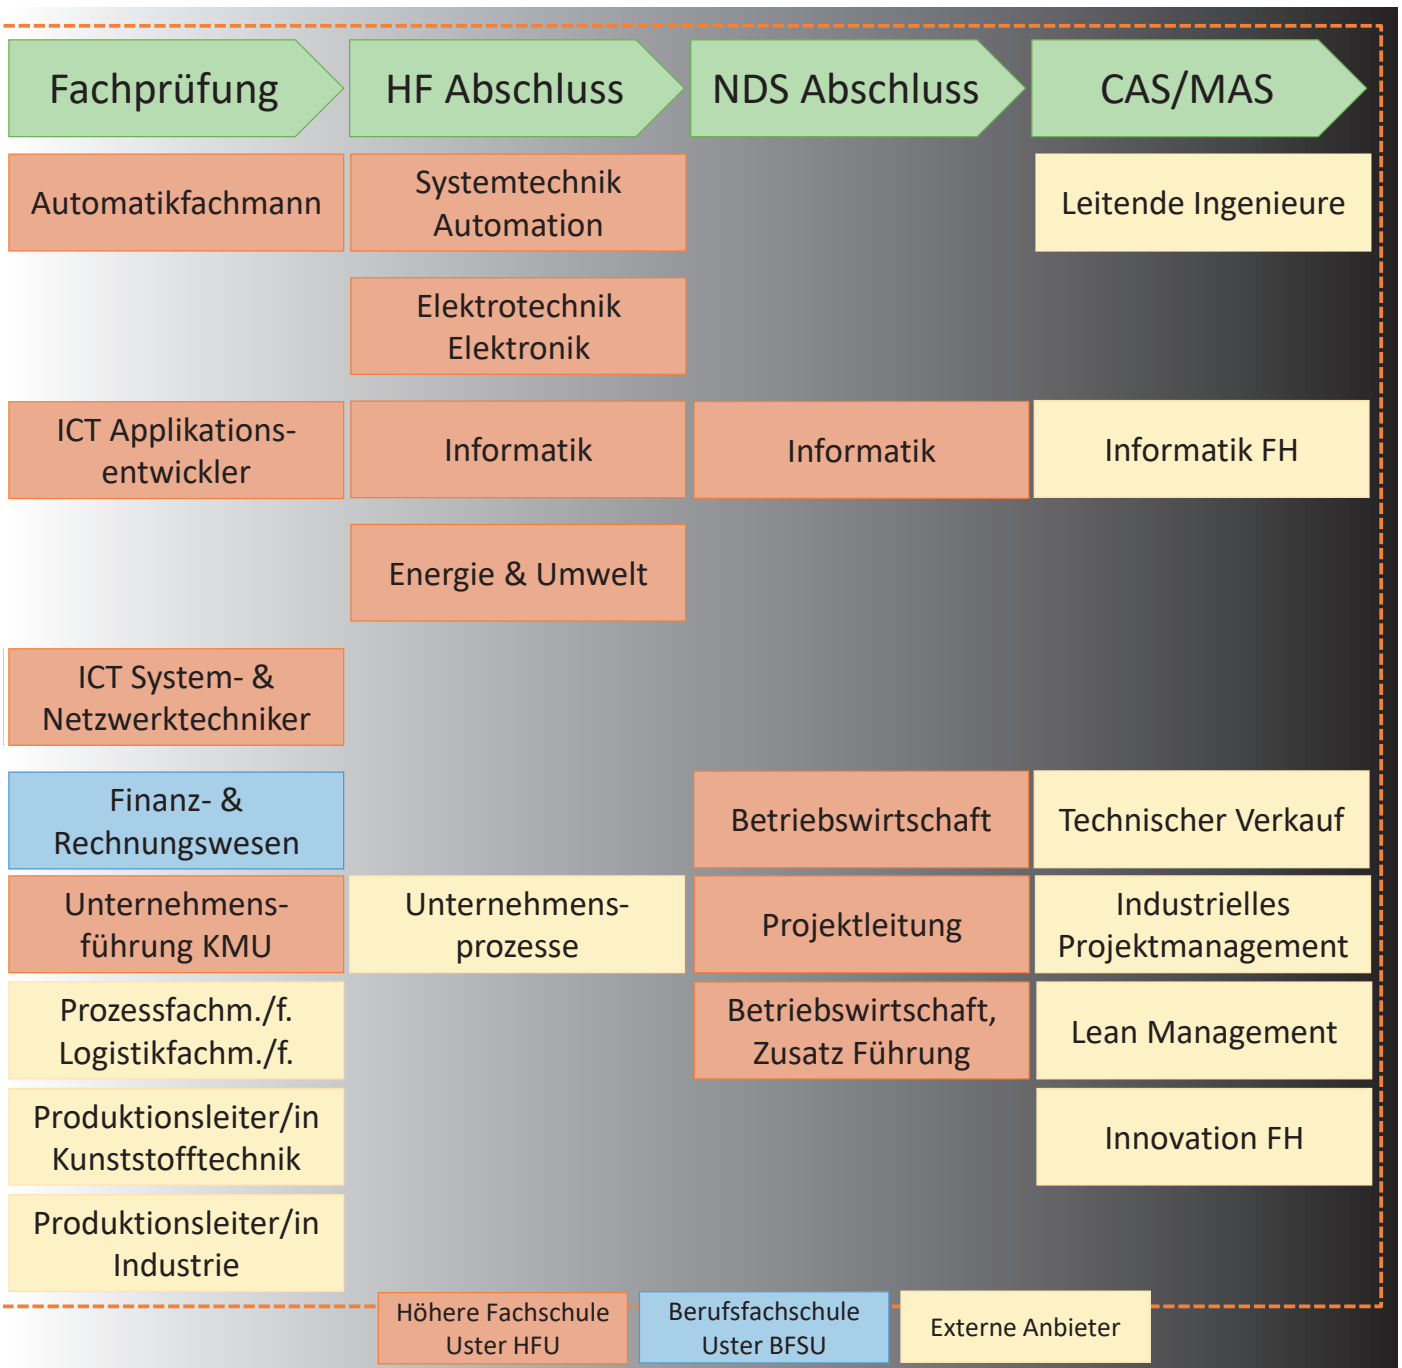 Fachprüfung
HF Abschluss
NDS Abschluss
CAS/MAS
Automatikfachmann
Systemtechnik
Automation
Leitende Ingenieure
Elektrotechnik
Elektronik
ICT Applikations-
entwickler
Informatik
Informatik
Informatik FH
Energie & Umwelt
ICT System- &
Netzwerktechniker
Finanz- &
Rechnungswesen
Betriebswirtschaft
Technischer Verkauf
Unternehmens-
führung KMU
Unternehmens-
prozesse
Projektleitung
Industrielles
Projektmanagement
Prozessfachm./f.
Logistikfachm./f.
Betriebswirtschaft,
Zusatz Führung
Lean Management
Produktionsleiter/in
Kunststofftechnik
Innovation FH
Produktionsleiter/in
Industrie
Höhere Fachschule
Uster HFU
Berufsfachschule
Uster BFSU
Externe Anbieter